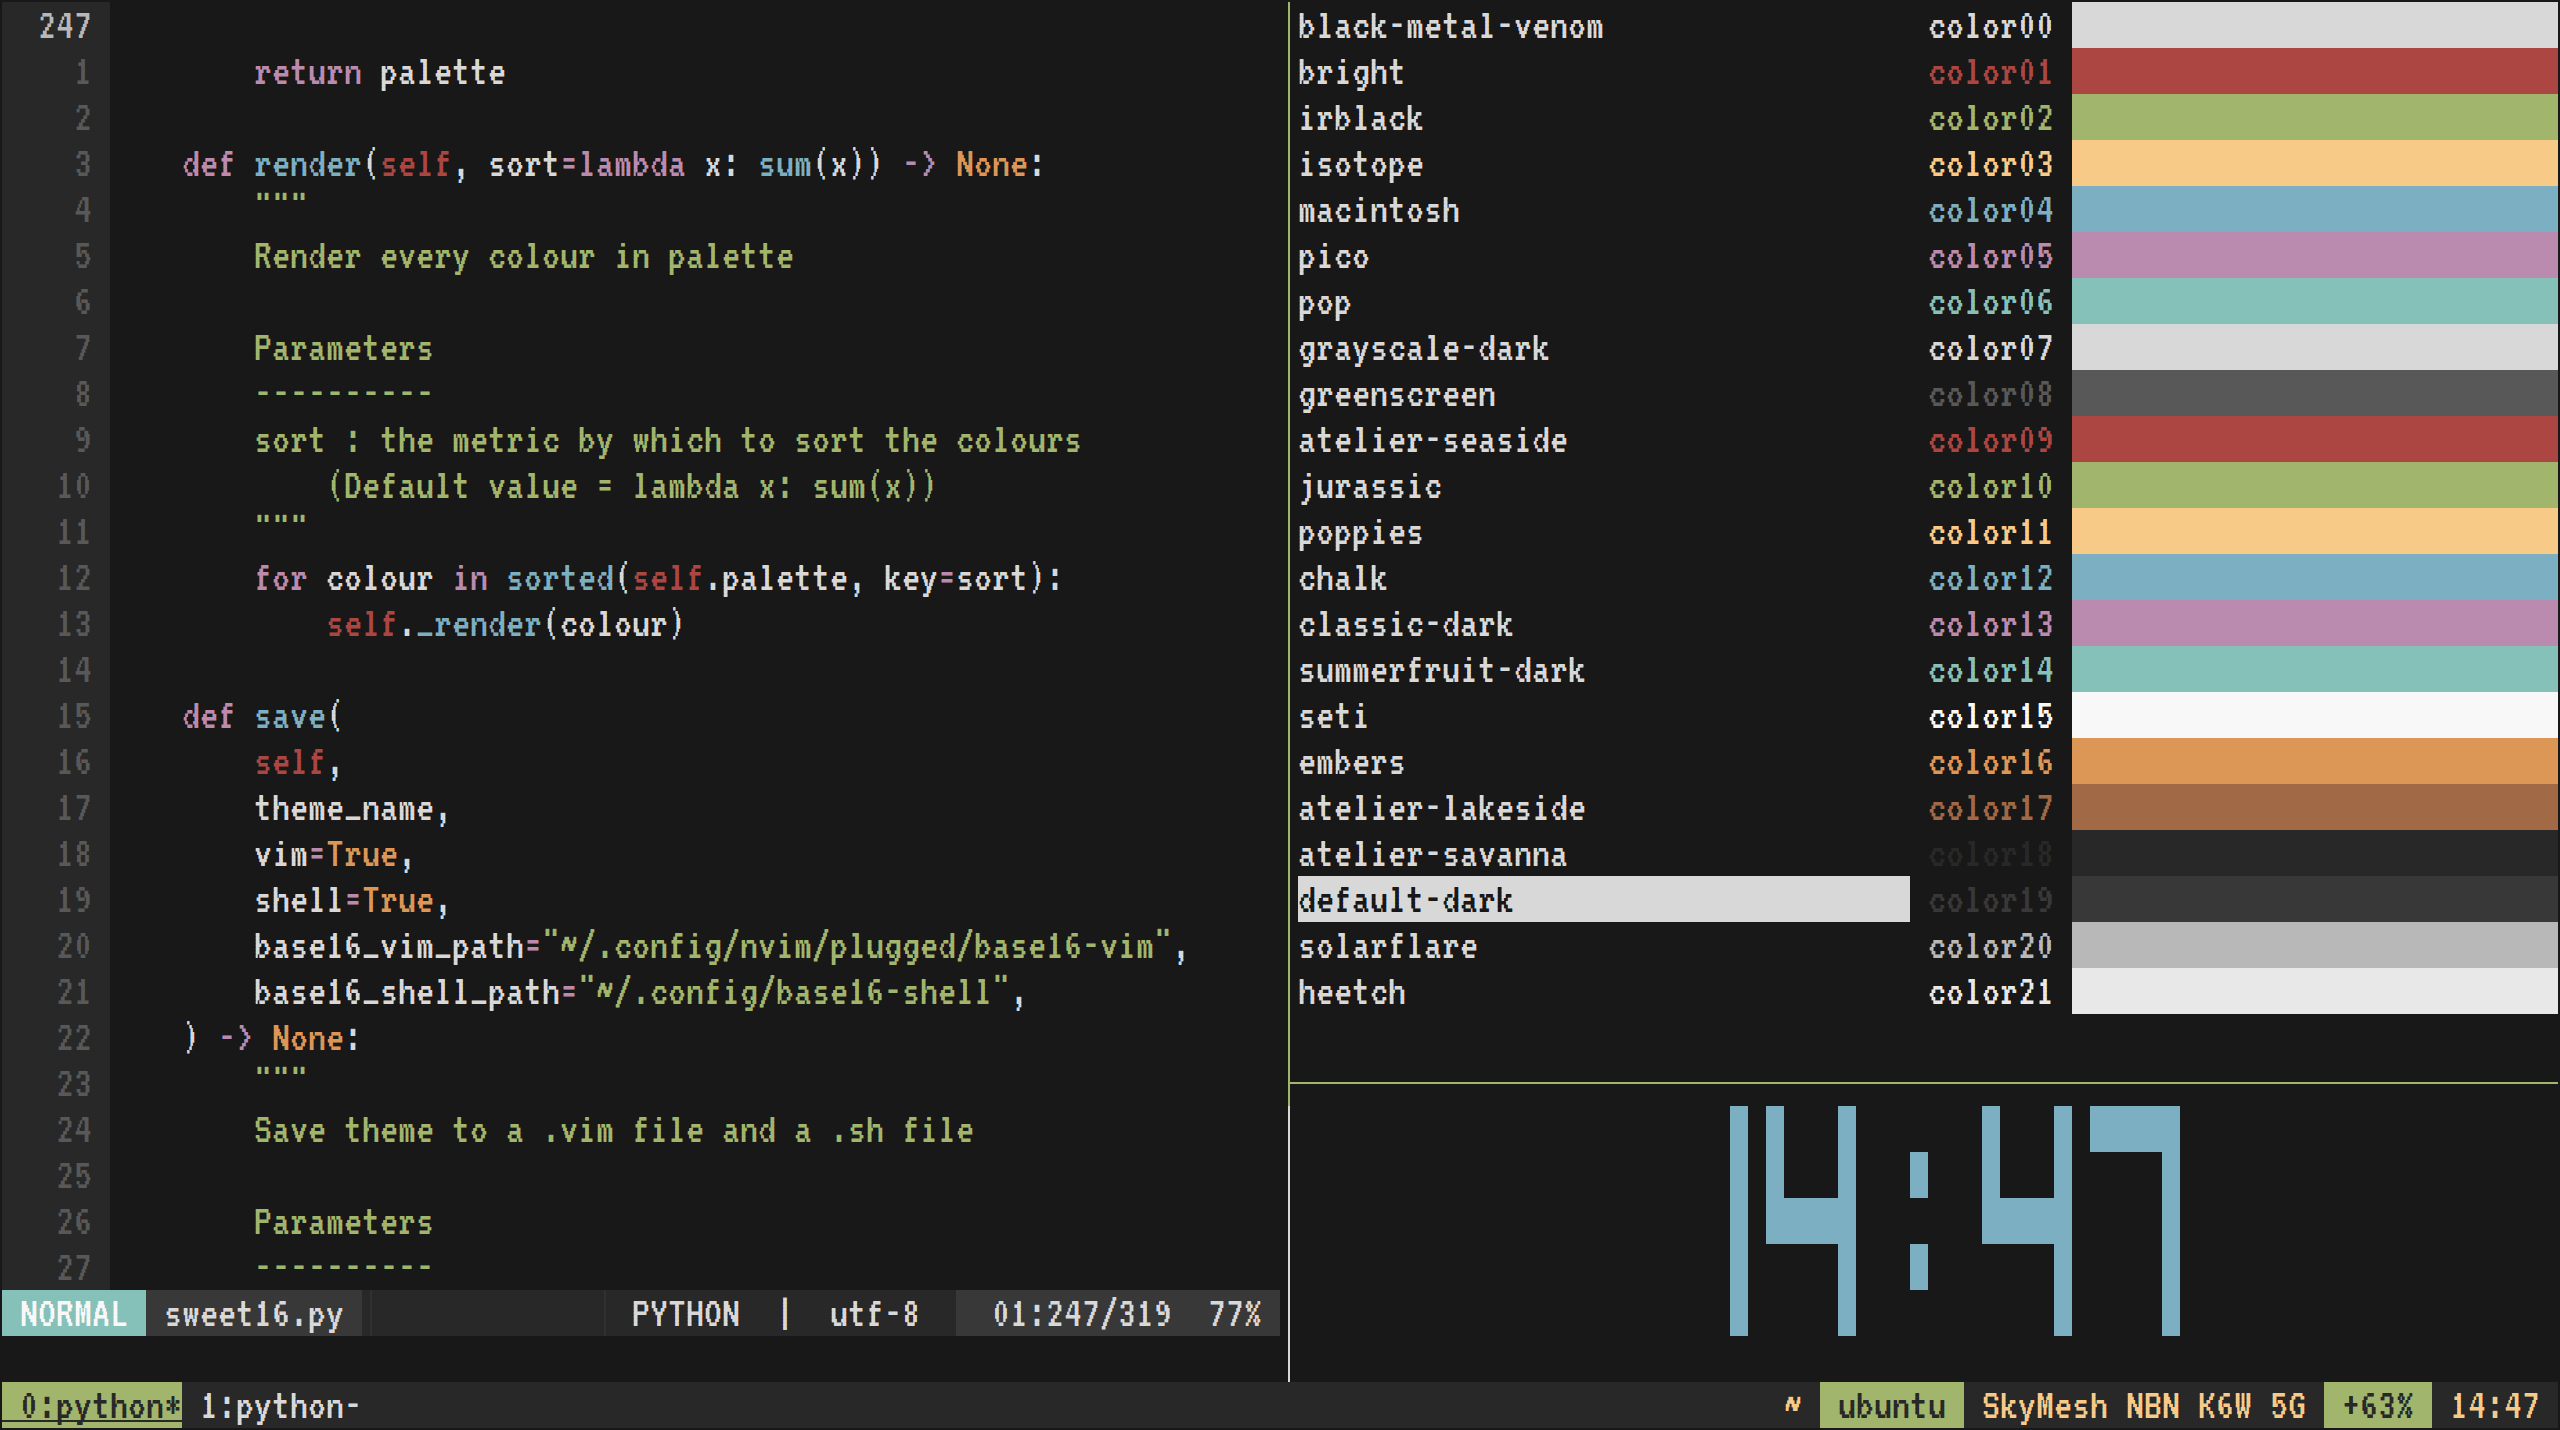 247
1 return palette
2
3 def render(self, sort=lambda x: sum(x)) -> None:
4 """
5 Render every colour in palette
6
7 Parameters
8 ----------
9 sort : the metric by which to sort the colours
10 (Default value = lambda x: sum(x))
11 """
12 for colour in sorted(self.palette, key=sort):
13 self._render(colour)
14
15 def save(
16 self,
17 theme_name,
18 vim=True,
19 shell=True,
20 base16_vim_path="~/.config/nvim/plugged/base16-vim",
21 base16_shell_path="~/.config/base16-shell",
22 ) -> None:
23 """
24 Save theme to a .vim file and a .sh file
25
26 Parameters
27 ----------
NORMAL sweet16.py PYTHON | utf-8 01:247/319 77%
black-metal-venom
bright
irblack
isotope
macintosh
pico
pop
grayscale-dark
greenscreen
atelier-seaside
jurassic
poppies
chalk
classic-dark
summerfruit-dark
seti
embers
atelier-lakeside
atelier-savanna
default-dark
solarflare
heetch
color00
color01
color02
color03
color04
color05
color06
color07
color08
color09
color10
color11
color12
color13
color14
color15
color16
color17
color18
color19
color20
color21
14:47
0:python* 1:python- ~ ubuntu SkyMesh NBN K6W 5G +63% 14:47